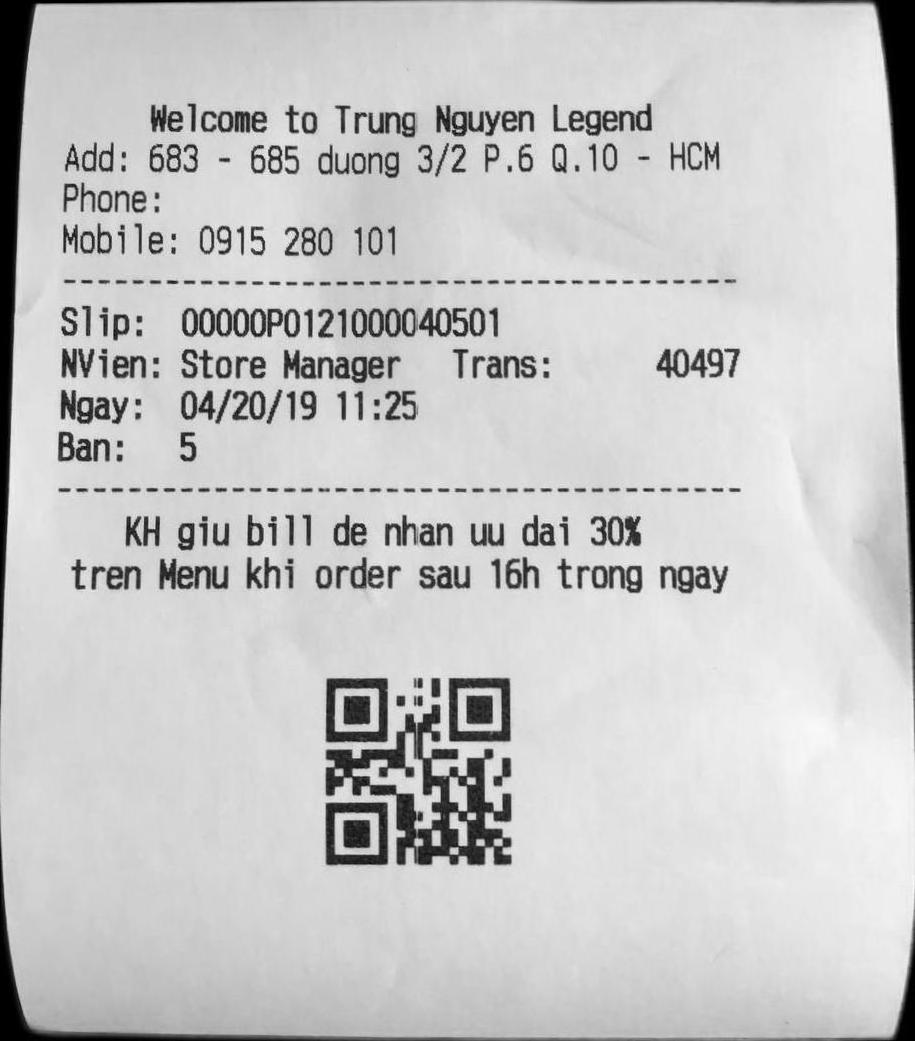 Welcome to Trung Nguyen Legend
Add: 683 - 685 duong 3/2 P.6 Q.10 - HCM
Phone:
Mobile: 0915 280 101
Slip: 00000P0121000040501
NVien: Store Manager Trans: 40497
Ngay: 04/20/19 11:25
Ban: 5
KH giu bill de nhan uu dai 30%
tren Menu khi order sau 16h trong ngay